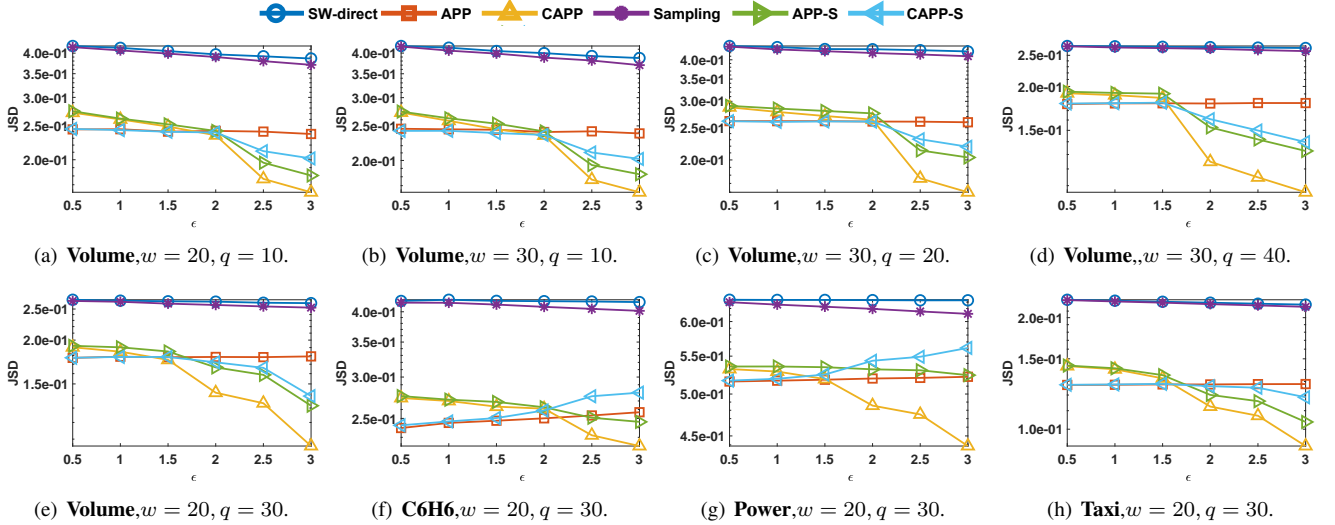 SW-direct APP CAPP Sampling APP-S CAPP-S
JSD
4.0e-01
3.5e-01
3.0e-01
2.5e-01
2.0e-01
0.5 1 1.5 2 2.5 3
ϵ
(a) Volume,w = 20, q = 10.
JSD
4.0e-01
3.5e-01
3.0e-01
2.5e-01
2.0e-01
0.5 1 1.5 2 2.5 3
ϵ
(b) Volume,w = 30, q = 10.
JSD
4.0e-01
3.5e-01
3.0e-01
2.5e-01
2.0e-01
0.5 1 1.5 2 2.5 3
ϵ
(c) Volume,w = 30, q = 20.
JSD
2.5e-01
2.0e-01
1.5e-01
0.5 1 1.5 2 2.5 3
ϵ
(d) Volume,,w = 30, q = 40.
JSD
2.5e-01
2.0e-01
1.5e-01
0.5 1 1.5 2 2.5 3
ϵ
(e) Volume,w = 20, q = 30.
JSD
4.0e-01
3.0e-01
2.5e-01
0.5 1 1.5 2 2.5 3
ϵ
(f) C6H6,w = 20, q = 30.
JSD
6.0e-01
5.5e-01
5.0e-01
4.5e-01
0.5 1 1.5 2 2.5 3
ϵ
(g) Power,w = 20, q = 30.
JSD
2.0e-01
1.5e-01
1.0e-01
0.5 1 1.5 2 2.5 3
ϵ
(h) Taxi,w = 20, q = 30.